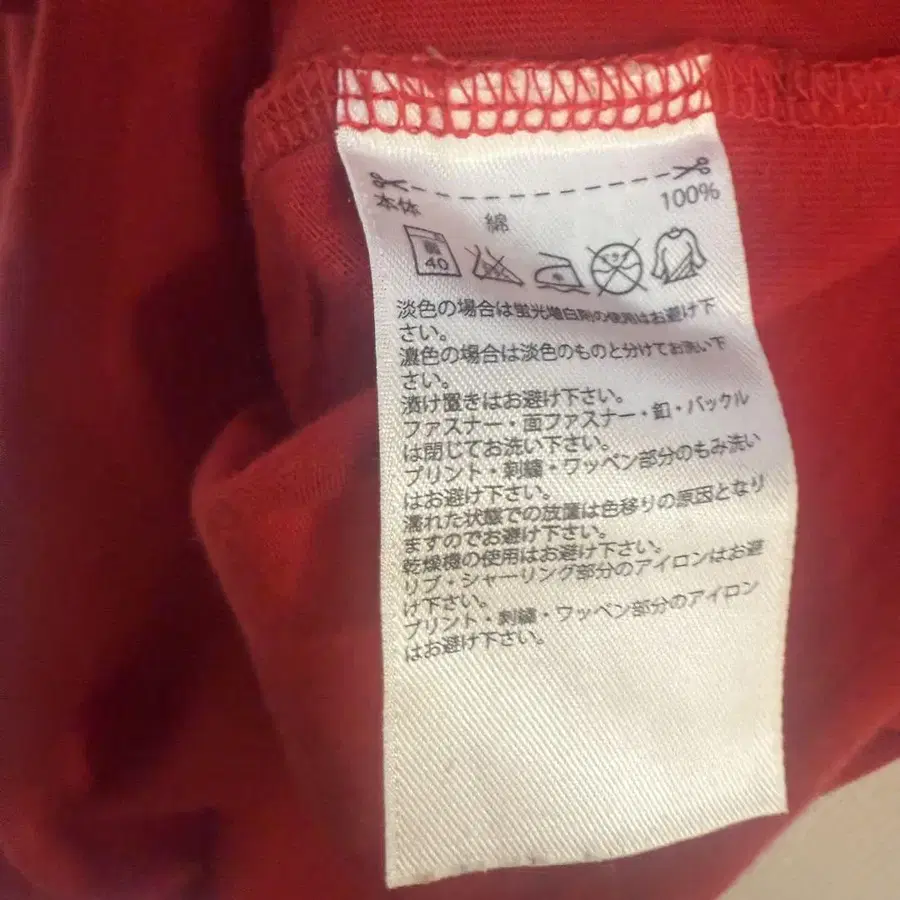 本体 綿 100%
40
淡色の場合は蛍光増白剤の使用はお避け下
さい。
濃色の場合は淡色のものと分けてお洗い下
さい。
漬け置きはお避け下さい。
ファスナー・面ファスナー・釦・バックル
は閉じてお洗い下さい。
プリント・刺繍・ワッペン部分のもみ洗い
はお避け下さい。
濡れた状態での放置は色移りの原因となり
ますのでお避け下さい。
乾燥機の使用はお避け下さい。
リブ・シャーリング部分のアイロンはお避
け下さい。
プリント・刺繍・ワッペン部分のアイロン
はお避け下さい。